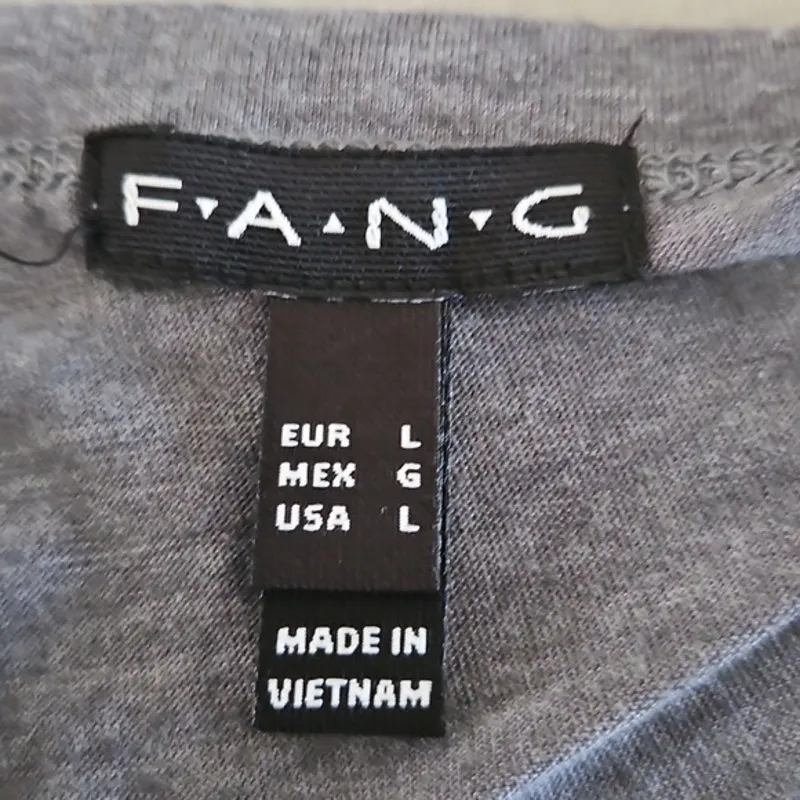 F▼A▲N▼G
EUR L
MEX G
USA L
MADE IN
VIETNAM